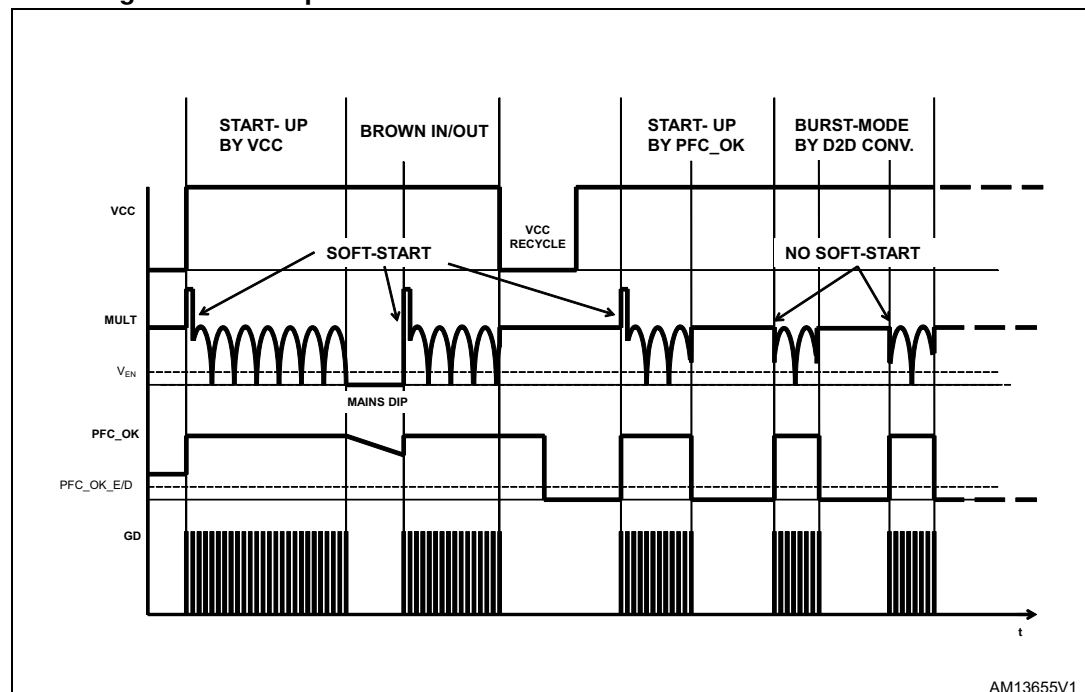 START- UP
BY VCC
BROWN IN/OUT
START- UP
BY PFC_OK
BURST-MODE
BY D2D CONV.
VCC
VCC
RECYCLE
SOFT-START
NO SOFT-START
MULT
VEN
MAINS DIP
PFC_OK
PFC_OK_E/D
GD
t
AM13655V1